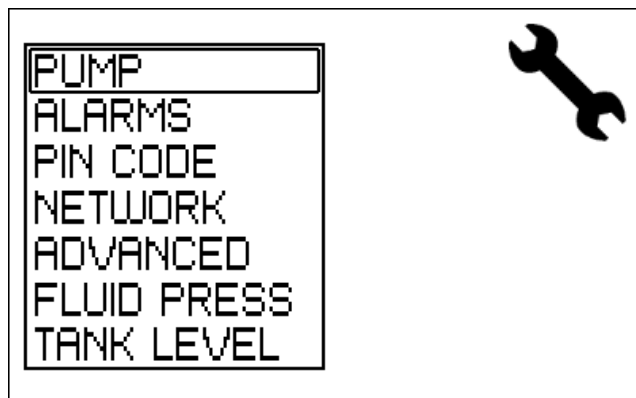 PUMP
ALARMS
PIN CODE
NETWORK
ADVANCED
FLUID PRESS
TANK LEVEL